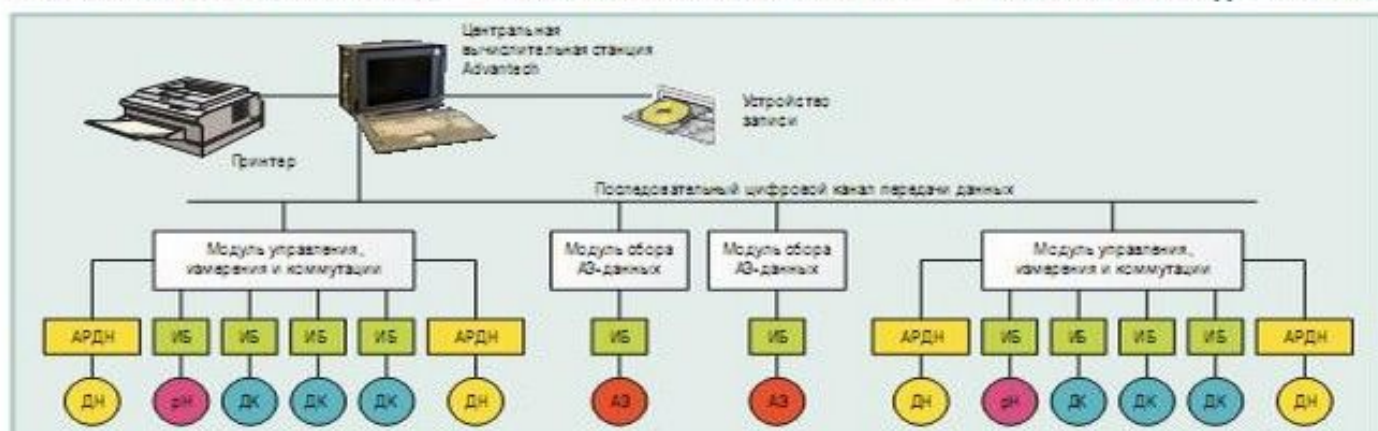 Центральная
вычислительная станция
Advantech
Устройство
записи
Принтер
Последовательный цифровой канал передачи данных
Модуль управления,
измерения и коммутации
Модуль сбора
АЭ-данных
Модуль сбора
АЭ-данных
Модуль управления,
измерения и коммутации
АРДН ИБ ИБ ИБ ИБ АРДН ИБ ИБ АРДН ИБ ИБ ИБ ИБ АРДН
ДН рН ДК ДК ДК ДН АЭ АЭ ДН рН ДК ДК ДК ДН